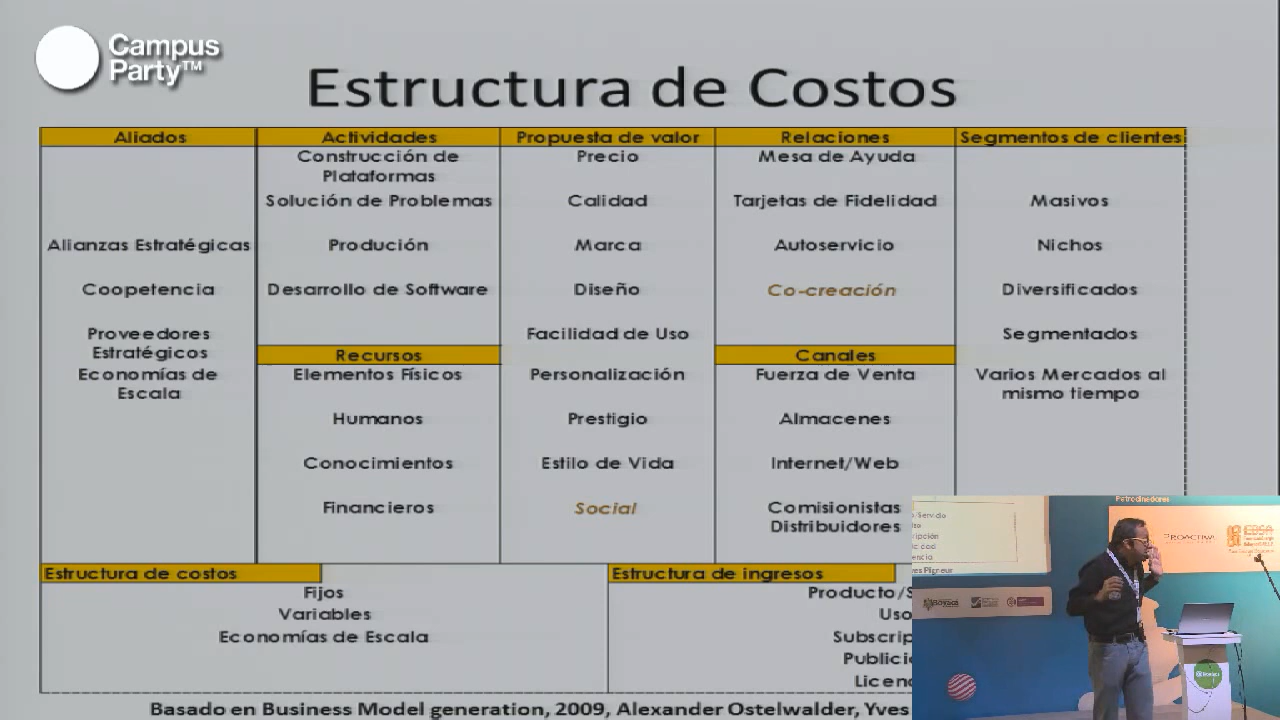 Campus
Party™
Estructura de Costos
Aliados
Alianzas Estratégicas
Coopetencia
Proveedores
Estratégicos
Economías de
Escala
Actividades
Construcción de
Plataformas
Solución de Problemas
Produción
Desarrollo de Software
Recursos
Elementos Físicos
Humanos
Conocimientos
Financieros
Propuesta de valor
Precio
Calidad
Marca
Diseño
Facilidad de Uso
Personalización
Prestigio
Estilo de Vida
Social
Relaciones
Mesa de Ayuda
Tarjetas de Fidelidad
Autoservicio
Co-creación
Canales
Fuerza de Venta
Almacenes
Internet/Web
Comisionistas
Distribuidores
Segmentos de clientes
Masivos
Nichos
Diversificados
Segmentados
Varios Mercados al
mismo tiempo
Estructura de costos
Fijos
Variables
Economías de Escala
Estructura de ingresos
Producto/S
Uso
Subscrip
Public
Licen
Basado en Business Model generation, 2009, Alexander Ostelwalder, Yves
Patrocinadores
PROACTIVA
EBSA
Boyacá